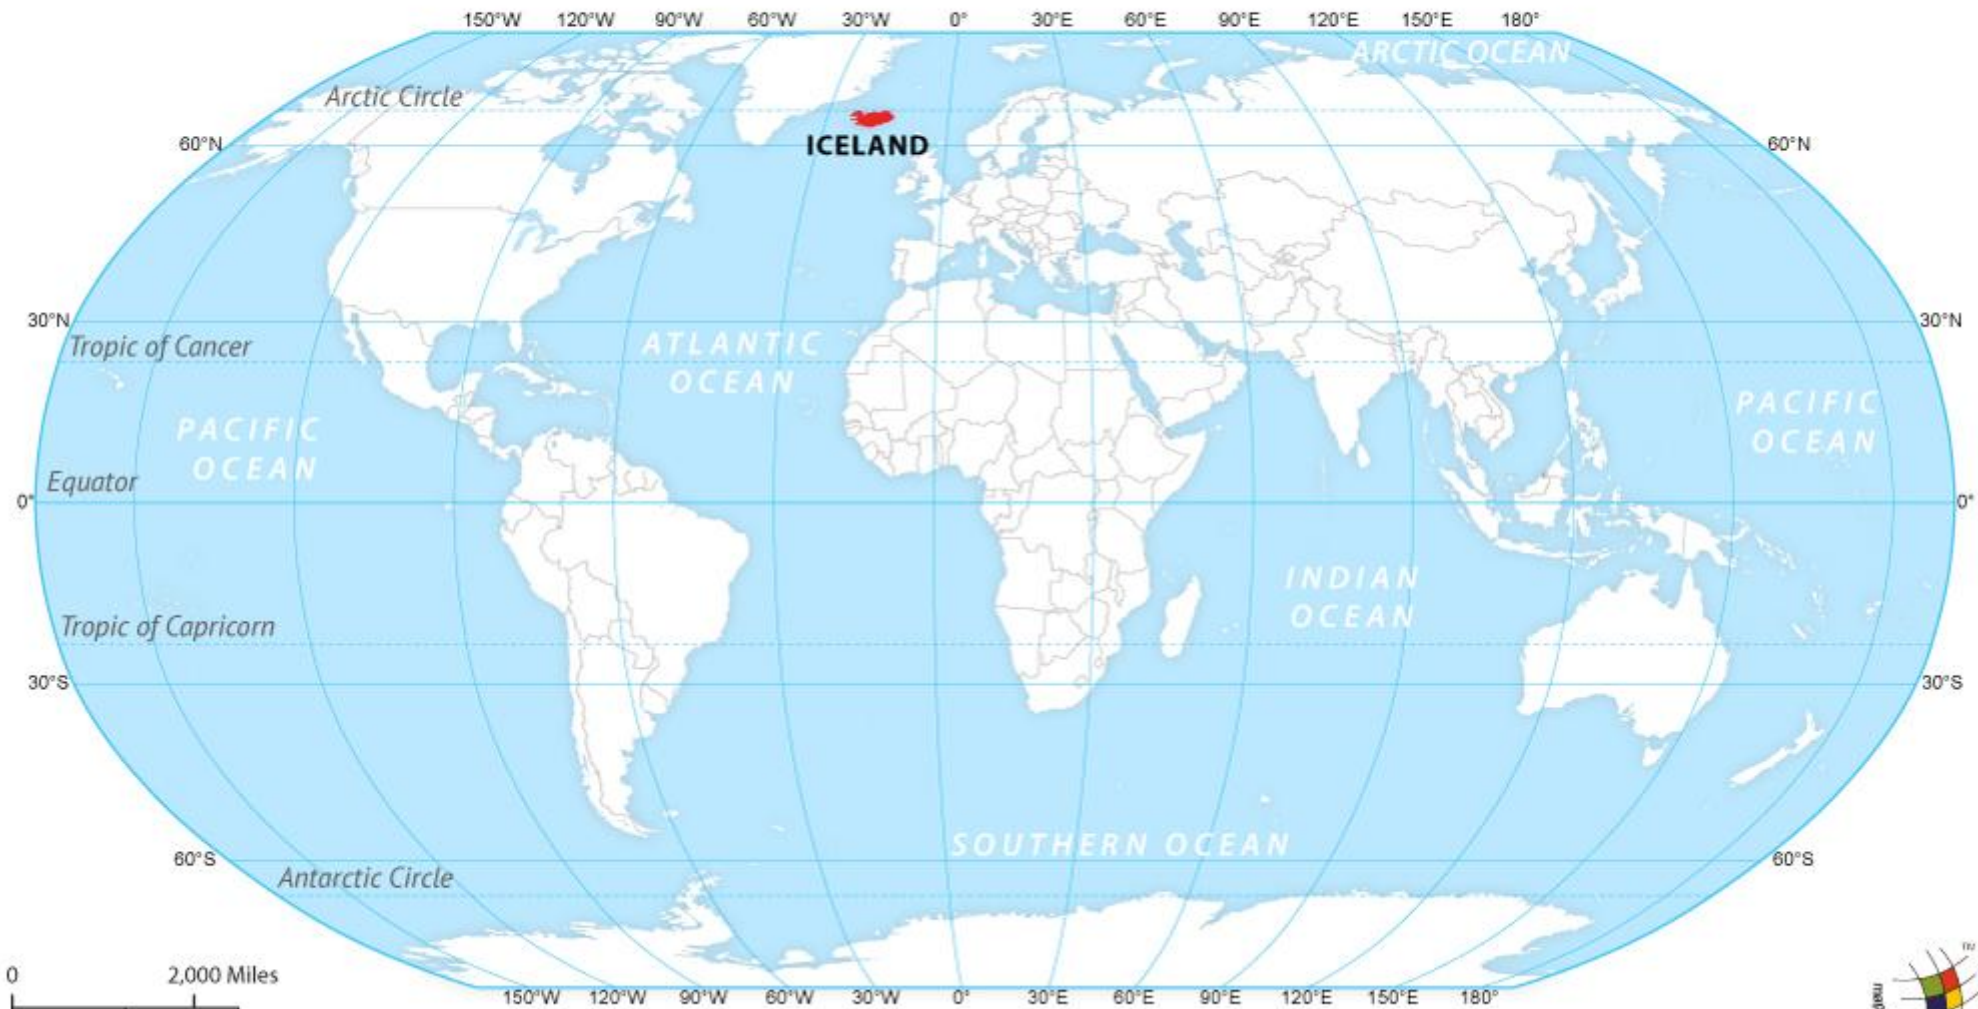 150°W 120°W 90°W 60°W 30°W 0° 30°E 60°E 90°E 120°E 150°E 180°
ARCTIC OCEAN
Arctic Circle
ICELAND
60°N 60°N
30°N 30°N
Tropic of Cancer
ATLANTIC
OCEAN
PACIFIC
OCEAN
PACIFIC
OCEAN
Equator
0° 0°
INDIAN
OCEAN
Tropic of Capricorn
30°S 30°S
SOUTHERN OCEAN
60°S 60°S
Antarctic Circle
0 2,000 Miles
150°W 120°W 90°W 60°W 30°W 0° 30°E 60°E 90°E 120°E 150°E 180°